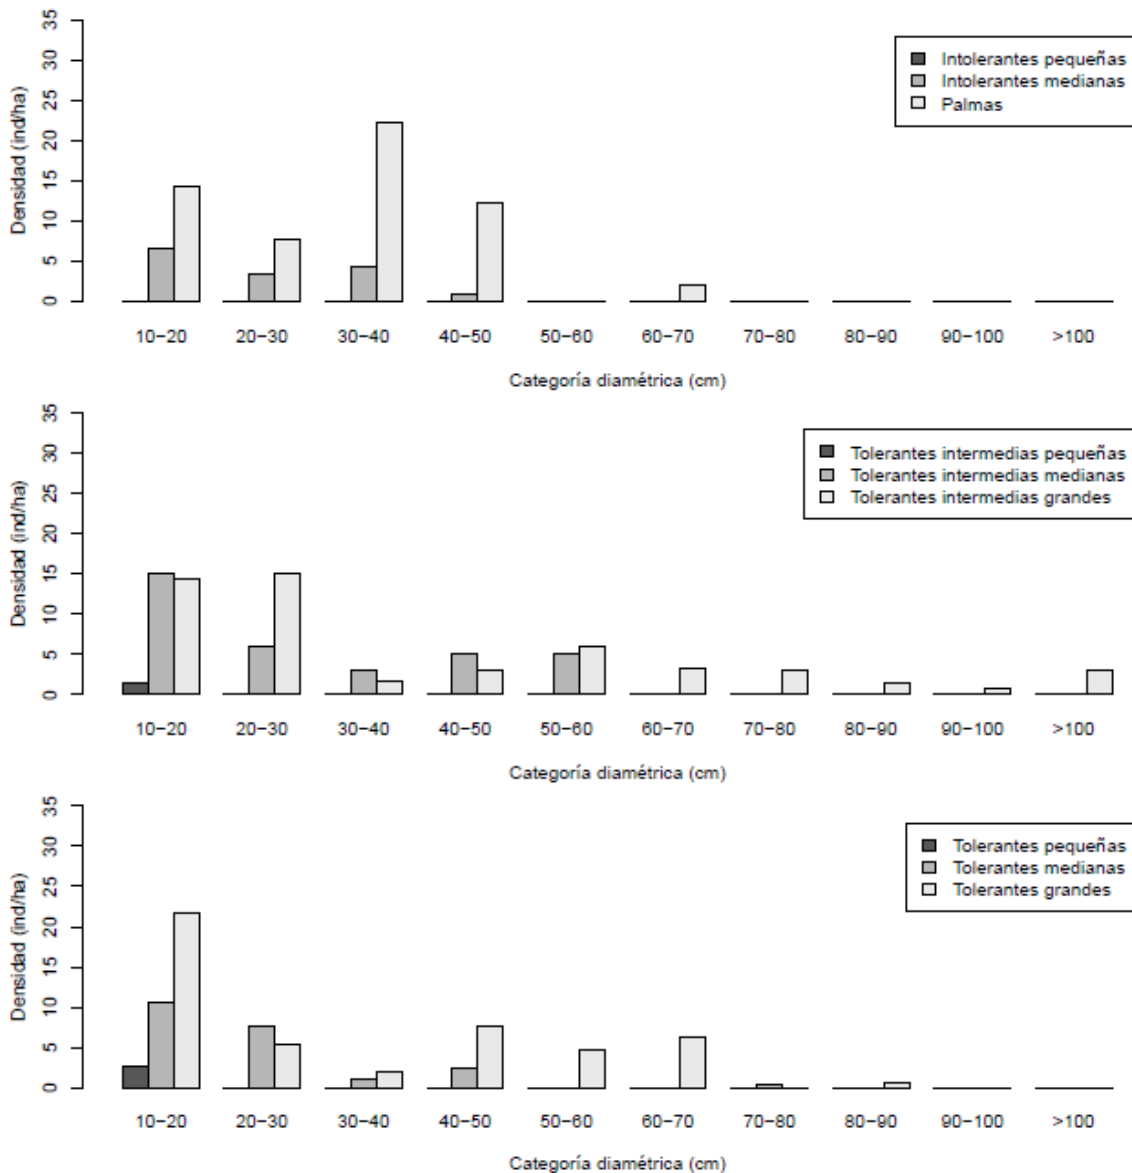 Densidad (ind/ha)
35
30
25
20
15
10
5
0
Intolerantes pequeñas
Intolerantes medianas
Palmas
10−20 20−30 30−40 40−50 50−60 60−70 70−80 80−90 90−100 >100
Categoría diamétrica (cm)
Densidad (ind/ha)
35
30
25
20
15
10
5
0
Tolerantes intermedias pequeñas
Tolerantes intermedias medianas
Tolerantes intermedias grandes
10−20 20−30 30−40 40−50 50−60 60−70 70−80 80−90 90−100 >100
Categoría diamétrica (cm)
Densidad (ind/ha)
35
30
25
20
15
10
5
0
Tolerantes pequeñas
Tolerantes medianas
Tolerantes grandes
10−20 20−30 30−40 40−50 50−60 60−70 70−80 80−90 90−100 >100
Categoría diamétrica (cm)